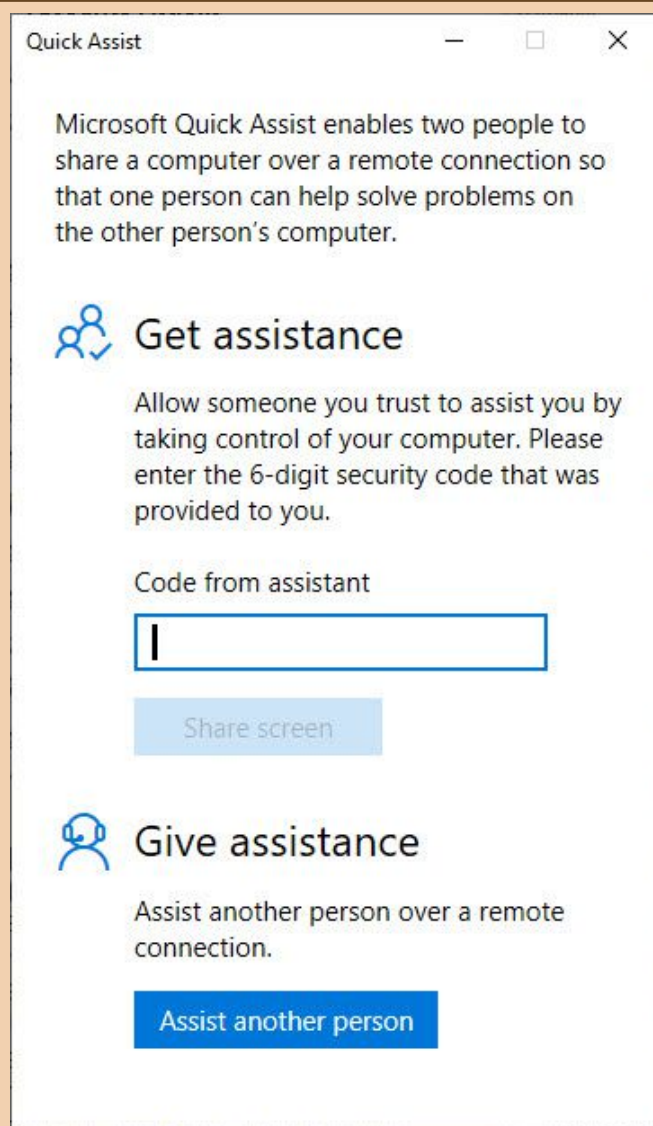 Quick Assist
Microsoft Quick Assist enables two people to
share a computer over a remote connection so
that one person can help solve problems on
the other person's computer.
Get assistance
Allow someone you trust to assist you by
taking control of your computer. Please
enter the 6-digit security code that was
provided to you.
Code from assistant
Share screen
Give assistance
Assist another person over a remote
connection.
Assist another person